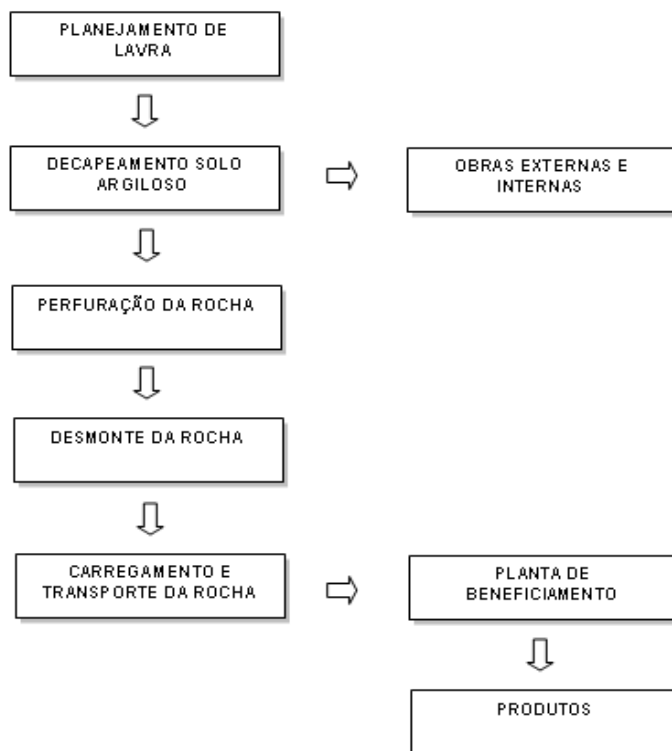 PLANEJAMENTO DE
LAVRA
DECAPEAMENTO SOLO
ARGILOSO
OBRAS EXTERNAS E
INTERNAS
PERFURAÇÃO DA ROCHA
DESMONTE DA ROCHA
CARREGAMENTO E
TRANSPORTE DA ROCHA
PLANTA DE
BENEFICIAMENTO
PRODUTOS